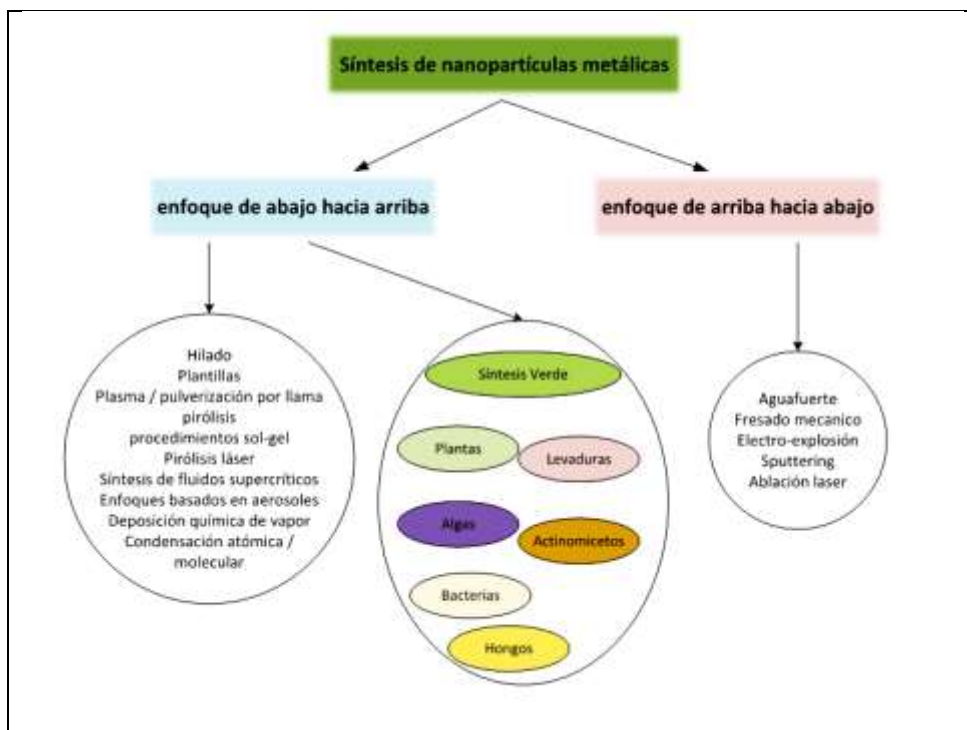 Síntesis de nanopartículas metálicas
enfoque de abajo hacia arriba
enfoque de arriba hacia abajo
Hilado
Plantillas
Plasma / pulverización por llama
pirólisis
procedimientos sol-gel
Pirólisis láser
Síntesis de fluidos supercríticos
Enfoques basados en aerosoles
Deposición química de vapor
Condensación atómica /
molecular
Síntesis Verde
Plantas
Levaduras
Algas
Actinomicetos
Bacterias
Hongos
Aguafuerte
Fresado mecanico
Electro-explosión
Sputtering
Ablación laser